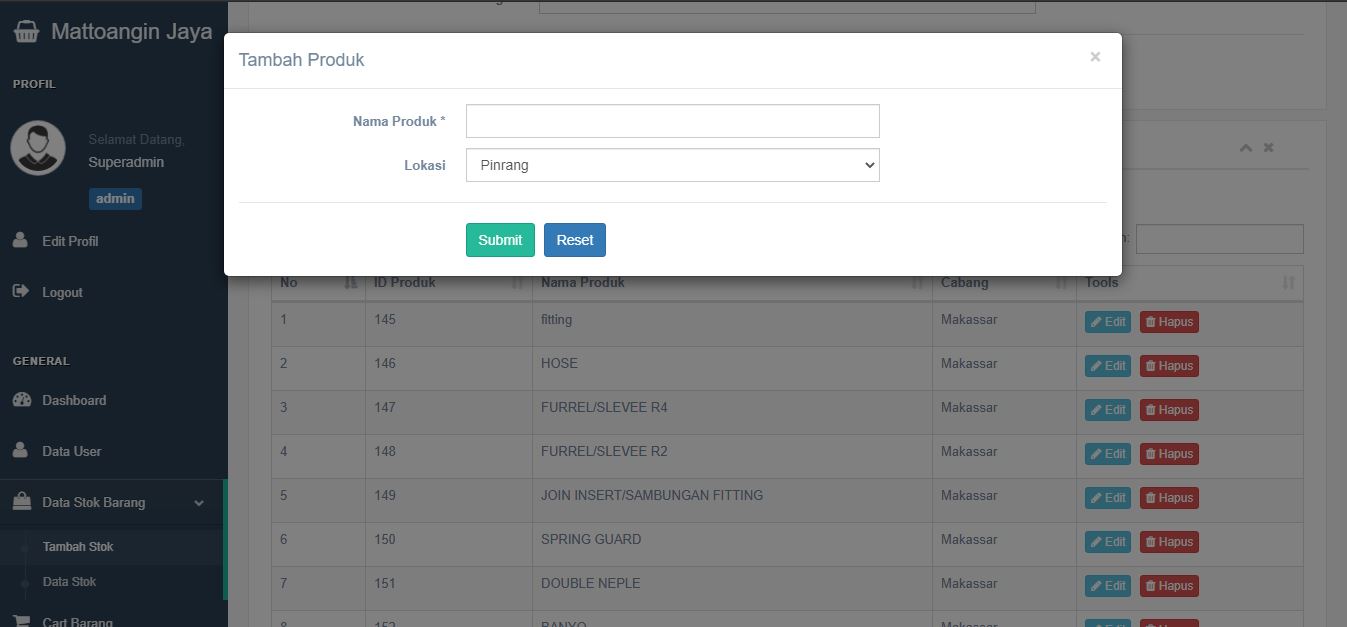 Mattoangin Jaya
PROFIL
Selamat Datang,
Superadmin
admin
Edit Profil
Logout
GENERAL
Dashboard
Data User
Data Stok Barang
Tambah Stok
Data Stok
Cart Barang
Tambah Produk ×
Nama Produk *
Lokasi Pinrang
Submit Reset
No ID Produk Nama Produk Cabang Tools
1 145 fitting Makassar Edit Hapus
2 146 HOSE Makassar Edit Hapus
3 147 FURREL/SLEVEE R4 Makassar Edit Hapus
4 148 FURREL/SLEVEE R2 Makassar Edit Hapus
5 149 JOIN INSERT/SAMBUNGAN FITTING Makassar Edit Hapus
6 150 SPRING GUARD Makassar Edit Hapus
7 151 DOUBLE NEPLE Makassar Edit Hapus
8 152 BANYO Makassar Edit Hapus